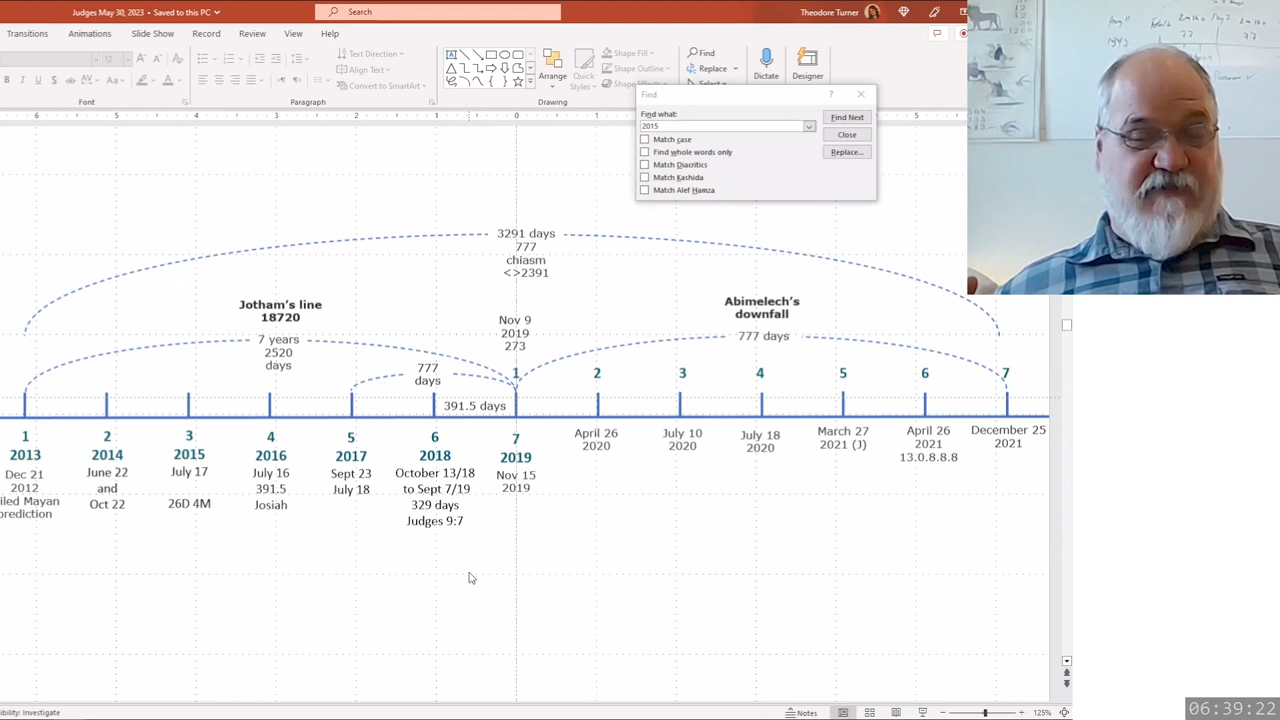 Judges May 30, 2023 • Saved to this PC
Search
Theodore Turner
Transitions
Animations
Slide Show
Record
Review
View
Help
Text Direction
Align Text
Convert to SmartArt
Arrange
Quick
Styles
Shape Fill
Shape Outline
Find
Replace
Select
Dictate
Designer
Font
Paragraph
Drawing
Find
Find what:
2015
Match case
Find whole words only
Match Diacritics
Match Kashida
Match Alef Hamza
Find Next
Close
Replace...
3291 days
777
chiasm
<>2391
Jotham's line
18720
7 years
2520
days
Nov 9
2019
273
Abimelech's
downfall
777 days
777
days
391.5 days
1
2
3
4
5
6
7
1
2013
Dec 21
2012
iled Mayan
prediction
2
2014
June 22
and
Oct 22
3
2015
July 17
26D 4M
4
2016
July 16
391.5
Josiah
5
2017
Sept 23
July 18
6
2018
October 13/18
to Sept 7/19
329 days
Judges 9:7
7
2019
Nov 15
2019
April 26
2020
July 10
2020
July 18
2020
March 27
2021 (J)
April 26
2021
13.0.8.8.8
December 25
2021
ibility: Investigate
Notes
125%
06:39:22